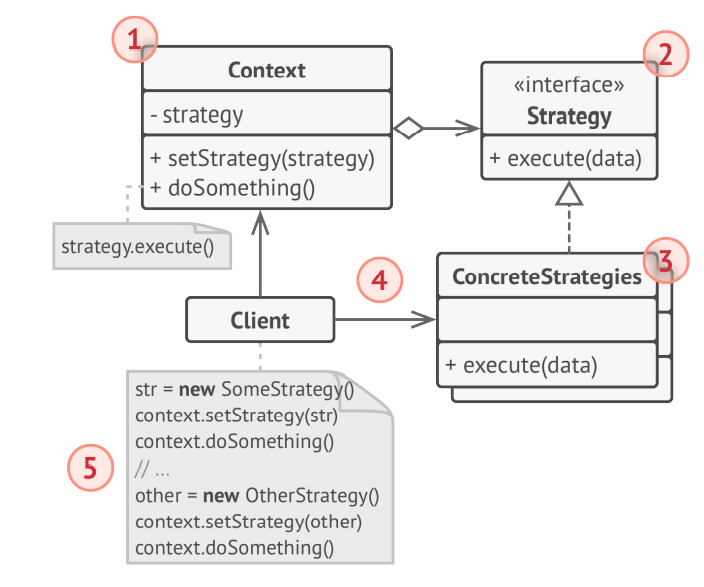 1
Context
- strategy
+ setStrategy(strategy)
+ doSomething()
strategy.execute()
2
«interface»
Strategy
+ execute(data)
3
ConcreteStrategies
+ execute(data)
4
Client
5
str = new SomeStrategy()
context.setStrategy(str)
context.doSomething()
// ...
other = new OtherStrategy()
context.setStrategy(other)
context.doSomething()